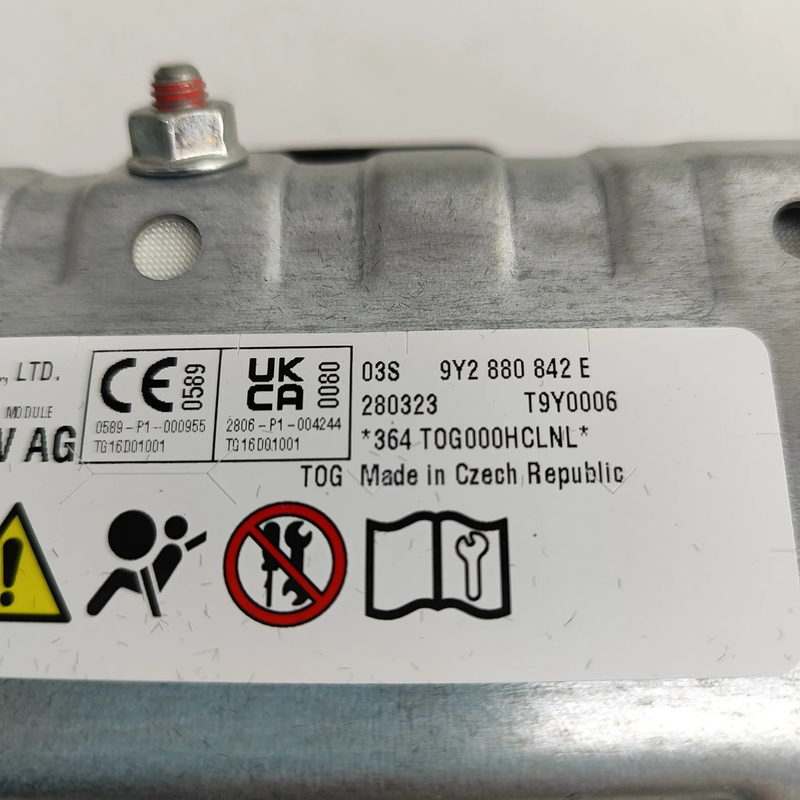 ., LTD.
MODULE
W AG
CE 0589
0589-P1-000955
TG16D01001
UK
CA 0080
2806-P1-004244
TG16D01001
03S 9Y2 880 842 E
280323 T9Y0006
*364 TOG000HCLNL*
TOG Made in Czech Republic